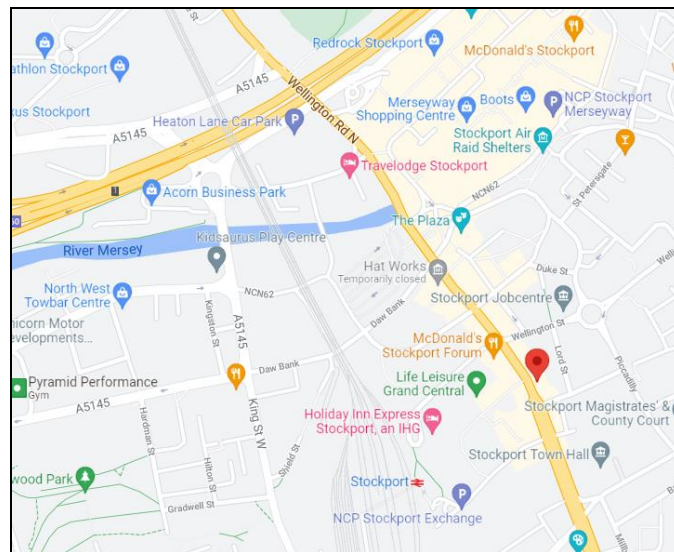 Redrock Stockport
McDonald's Stockport
athlon Stockport
A5145
Wellington Rd N
Merseyway
Shopping Centre
Boots
NCP Stockport
Merseyway
xus Stockport
A5145
Heaton Lane Car Park
Stockport Air
Raid Shelters
Travelodge Stockport
NCN62
St Petersgate
Acorn Business Park
The Plaza
River Mersey
Kidsaurus Play Centre
Hat Works
Temporarily closed
Duke St
North West
Towbar Centre
NCN62
Stockport Jobcentre
Daw Bank
Wellington St
nicorn Motor
evelopments...
Kingston St
A5145
McDonald's
Stockport Forum
Lord St
Piccadilly
Daw Bank
Pyramid Performance
Gym
Life Leisure
Grand Central
A5145
King St W
Stockport Magistrates' &
County Court
Hardman St
Holiday Inn Express
Stockport, an IHG
Stockport Town Hall
Hilton St
Shield St
wood Park
Stockport
Gradwell St
NCP Stockport Exchange